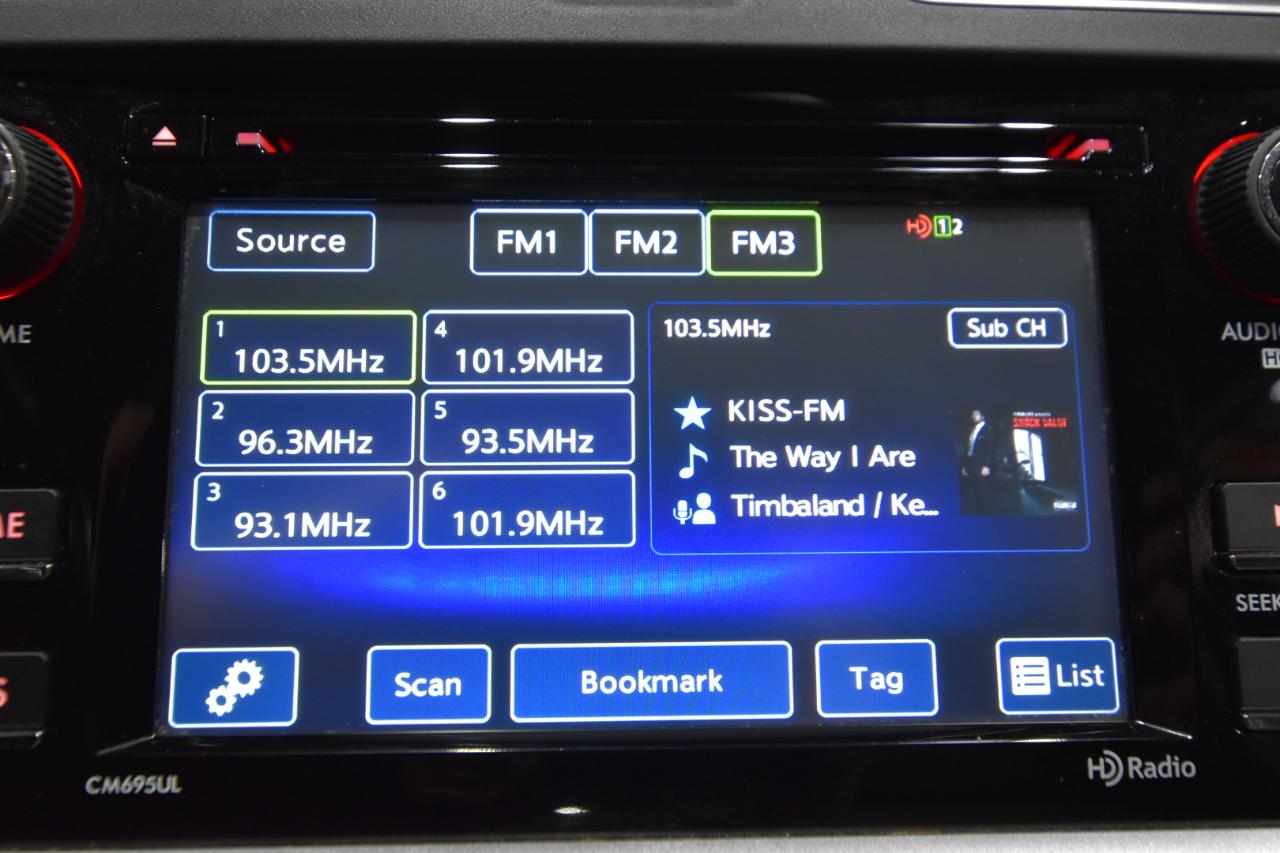 Source
FM1 FM2 FM3
HD 1 2
1
103.5MHz
2
96.3MHz
3
93.1MHz
4
101.9MHz
5
93.5MHz
6
101.9MHz
103.5MHz
Sub CH
KISS-FM
The Way I Are
Timbaland / Ke...
SHOCK VALUE
Scan
Bookmark
Tag
List
CM695UL
HD Radio
ME
AUDIO
SEEK